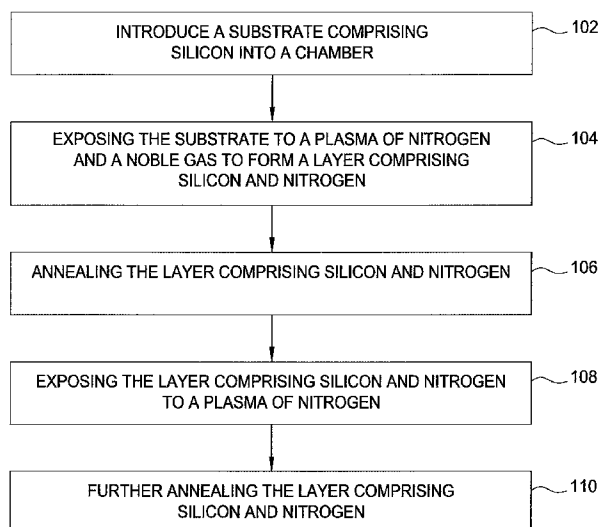 INTRODUCE A SUBSTRATE COMPRISING
SILICON INTO A CHAMBER
102
EXPOSING THE SUBSTRATE TO A PLASMA OF NITROGEN
AND A NOBLE GAS TO FORM A LAYER COMPRISING
SILICON AND NITROGEN
104
ANNEALING THE LAYER COMPRISING SILICON AND NITROGEN
106
EXPOSING THE LAYER COMPRISING SILICON AND NITROGEN
TO A PLASMA OF NITROGEN
108
FURTHER ANNEALING THE LAYER COMPRISING
SILICON AND NITROGEN
110